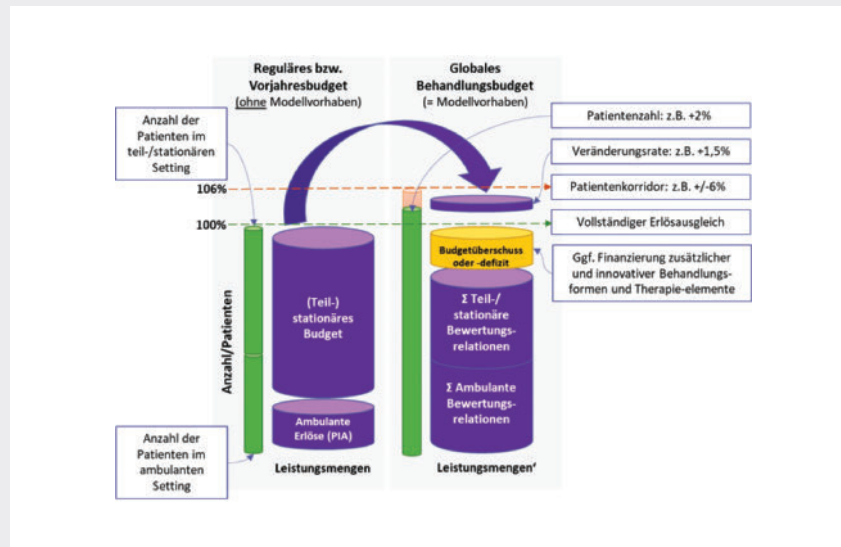 Reguläres bzw.
Vorjahresbudget
(ohne Modellvorhaben)
Globales
Behandlungsbudget
(= Modellvorhaben)
Anzahl der
Patienten im
teil-/stationären
Setting
106%
100%
Anzahl/Patienten
(Teil-)
stationäres
Budget
Ambulante
Erlöse (PIA)
Anzahl der
Patienten im
ambulanten
Setting
Leistungsmengen
Budgetüberschuss
oder -defizit
Σ Teil-/
stationäre
Bewertungs-
relationen
Σ Ambulante
Bewertungs-
relationen
Leistungsmengen‘
Patientenzahl: z.B. +2%
Veränderungsrate: z.B. +1,5%
Patientenkorridor: z.B. +/-6%
Vollständiger Erlösausgleich
Ggf. Finanzierung zusätzlicher
und innovativer Behandlungs-
formen und Therapie-elemente